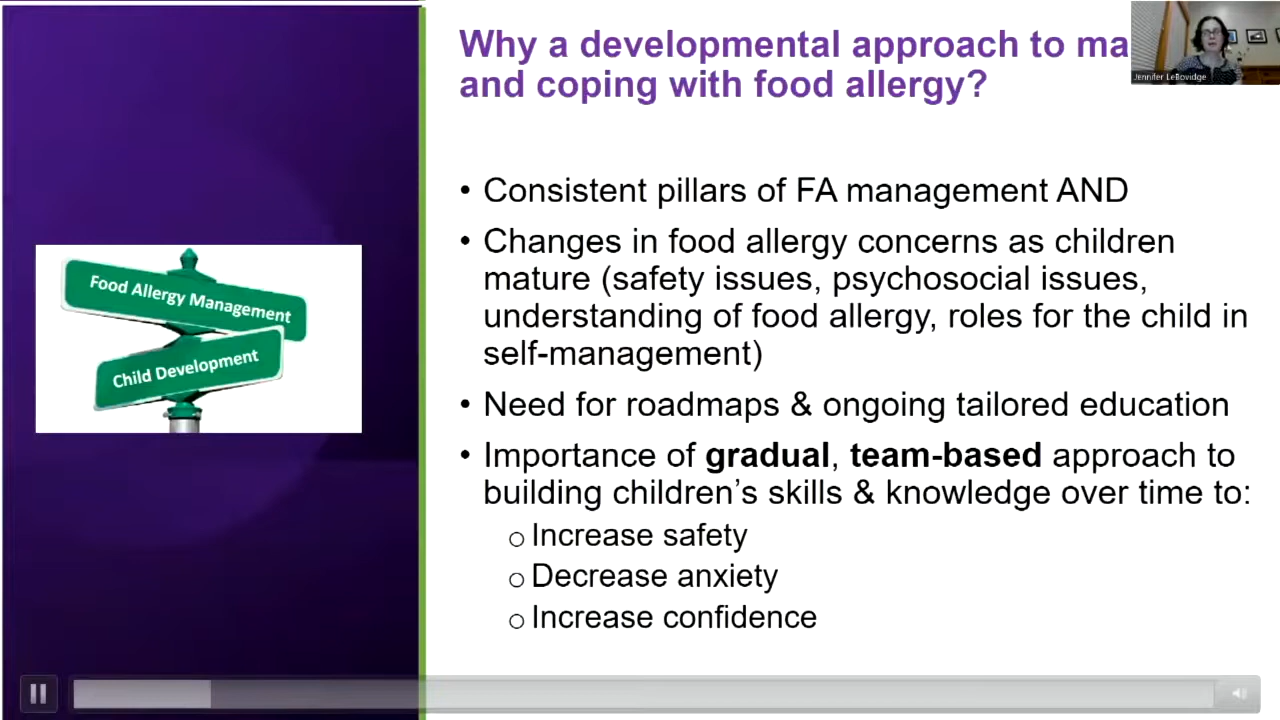 Why a developmental approach to ma
and coping with food allergy?
Jennifer LeBovidge
• Consistent pillars of FA management AND
• Changes in food allergy concerns as children
mature (safety issues, psychosocial issues,
understanding of food allergy, roles for the child in
self-management)
• Need for roadmaps & ongoing tailored education
• Importance of gradual, team-based approach to
building children’s skills & knowledge over time to:
o Increase safety
o Decrease anxiety
o Increase confidence
Food Allergy Management
Child Development